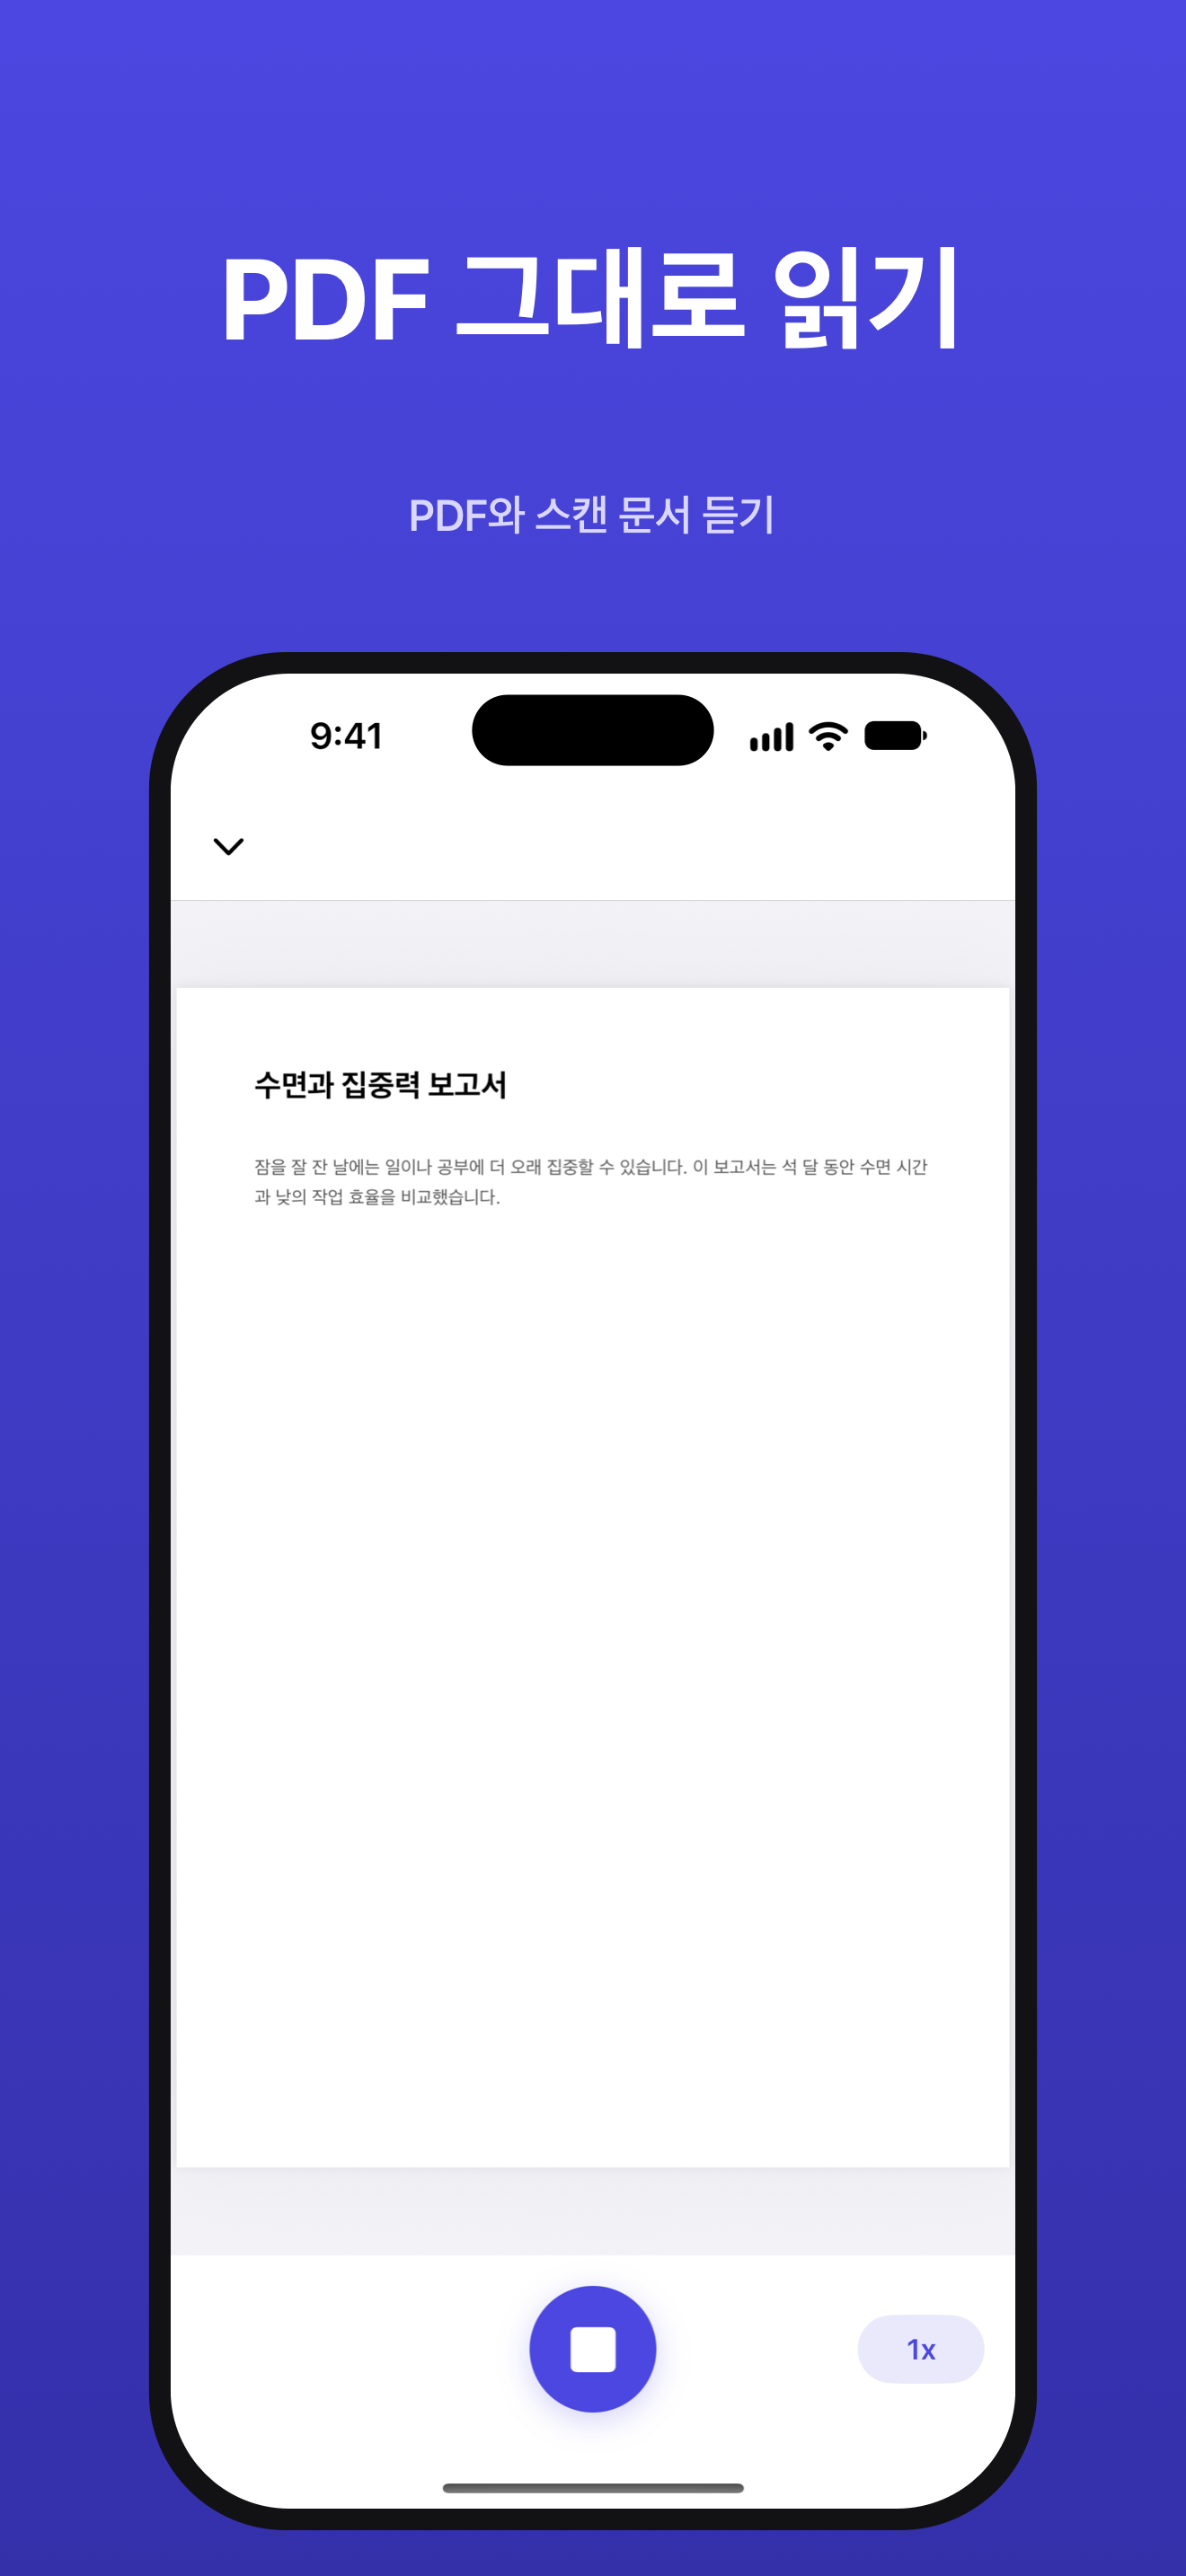 PDF 그대로 읽기
PDF와 스캔 문서 듣기
9:41
수면과 집중력 보고서
잠을 잘 잔 날에는 일이나 공부에 더 오래 집중할 수 있습니다. 이 보고서는 석 달 동안 수면 시간
과 낮의 작업 효율을 비교했습니다.
1x